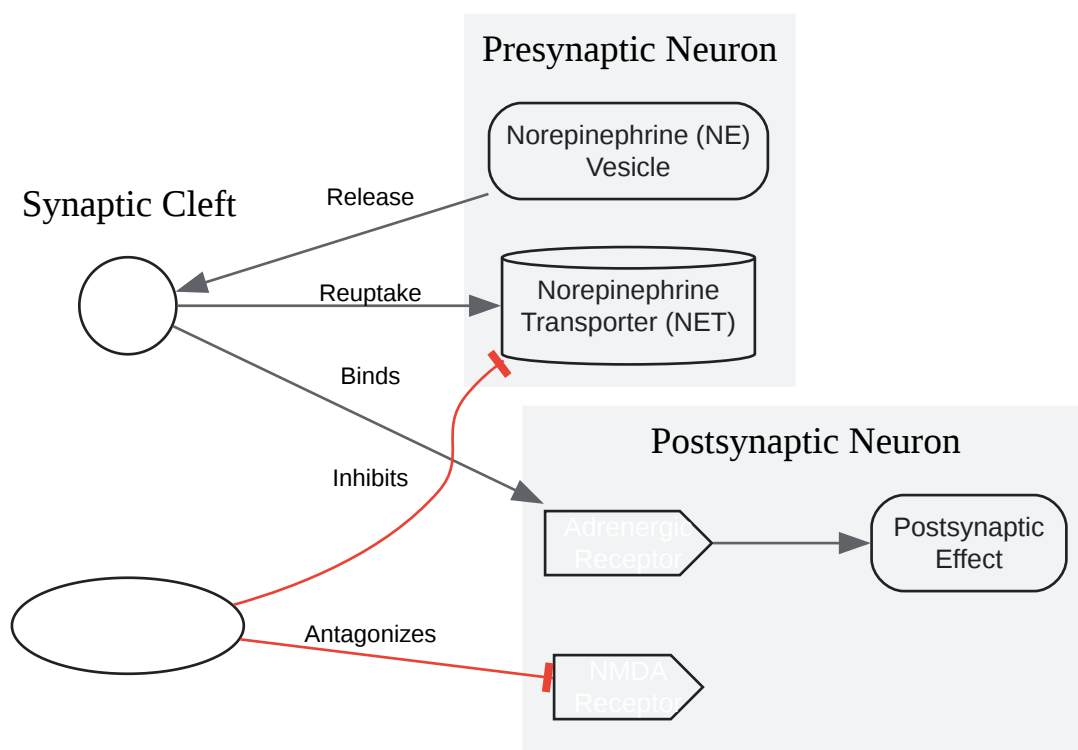 Presynaptic Neuron
Norepinephrine (NE)
Vesicle
Synaptic Cleft
Release
Reuptake
Norepinephrine
Transporter (NET)
Binds
Postsynaptic Neuron
Inhibits
Adrenergic
Receptor
Postsynaptic
Effect
Antagonizes
NMDA
Receptor